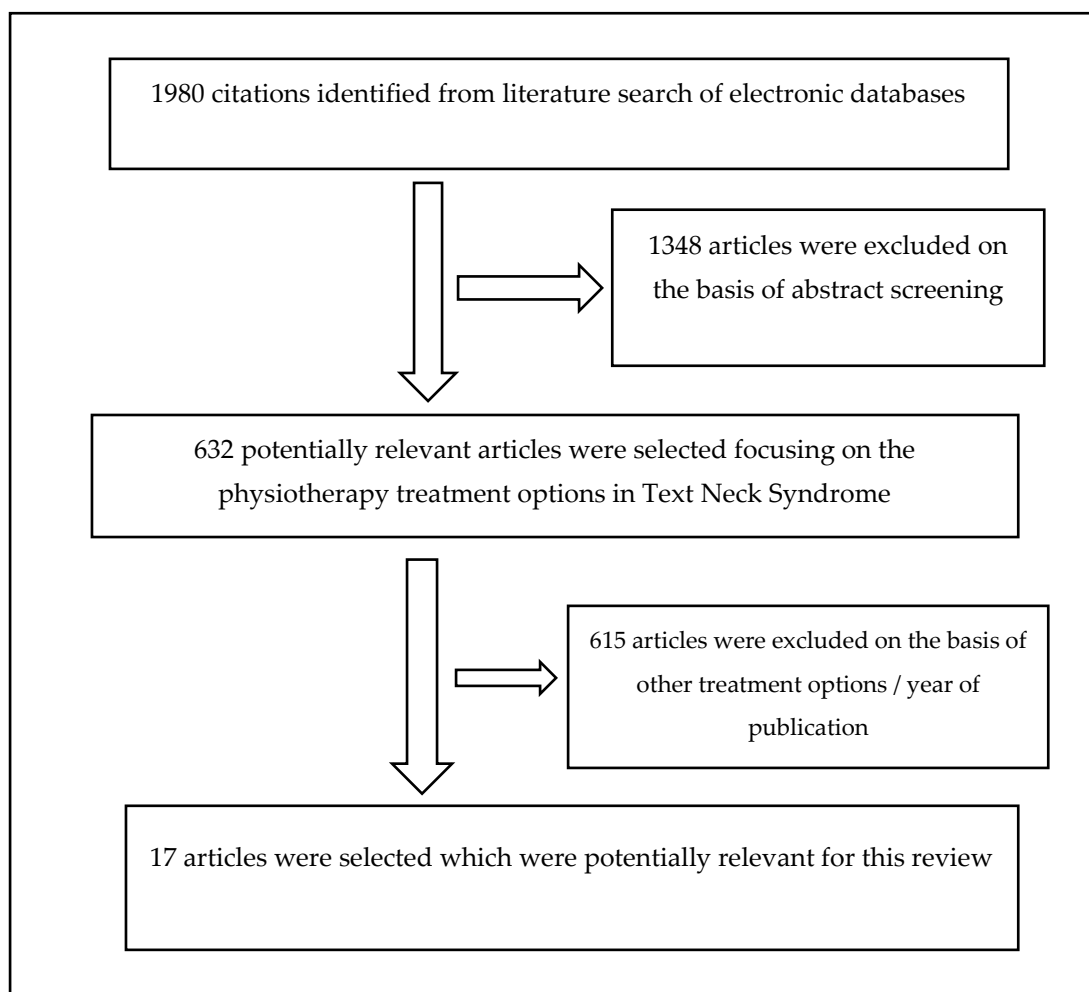 1980 citations identified from literature search of electronic databases
1348 articles were excluded on
the basis of abstract screening
632 potentially relevant articles were selected focusing on the
physiotherapy treatment options in Text Neck Syndrome
615 articles were excluded on the basis of
other treatment options / year of
publication
17 articles were selected which were potentially relevant for this review